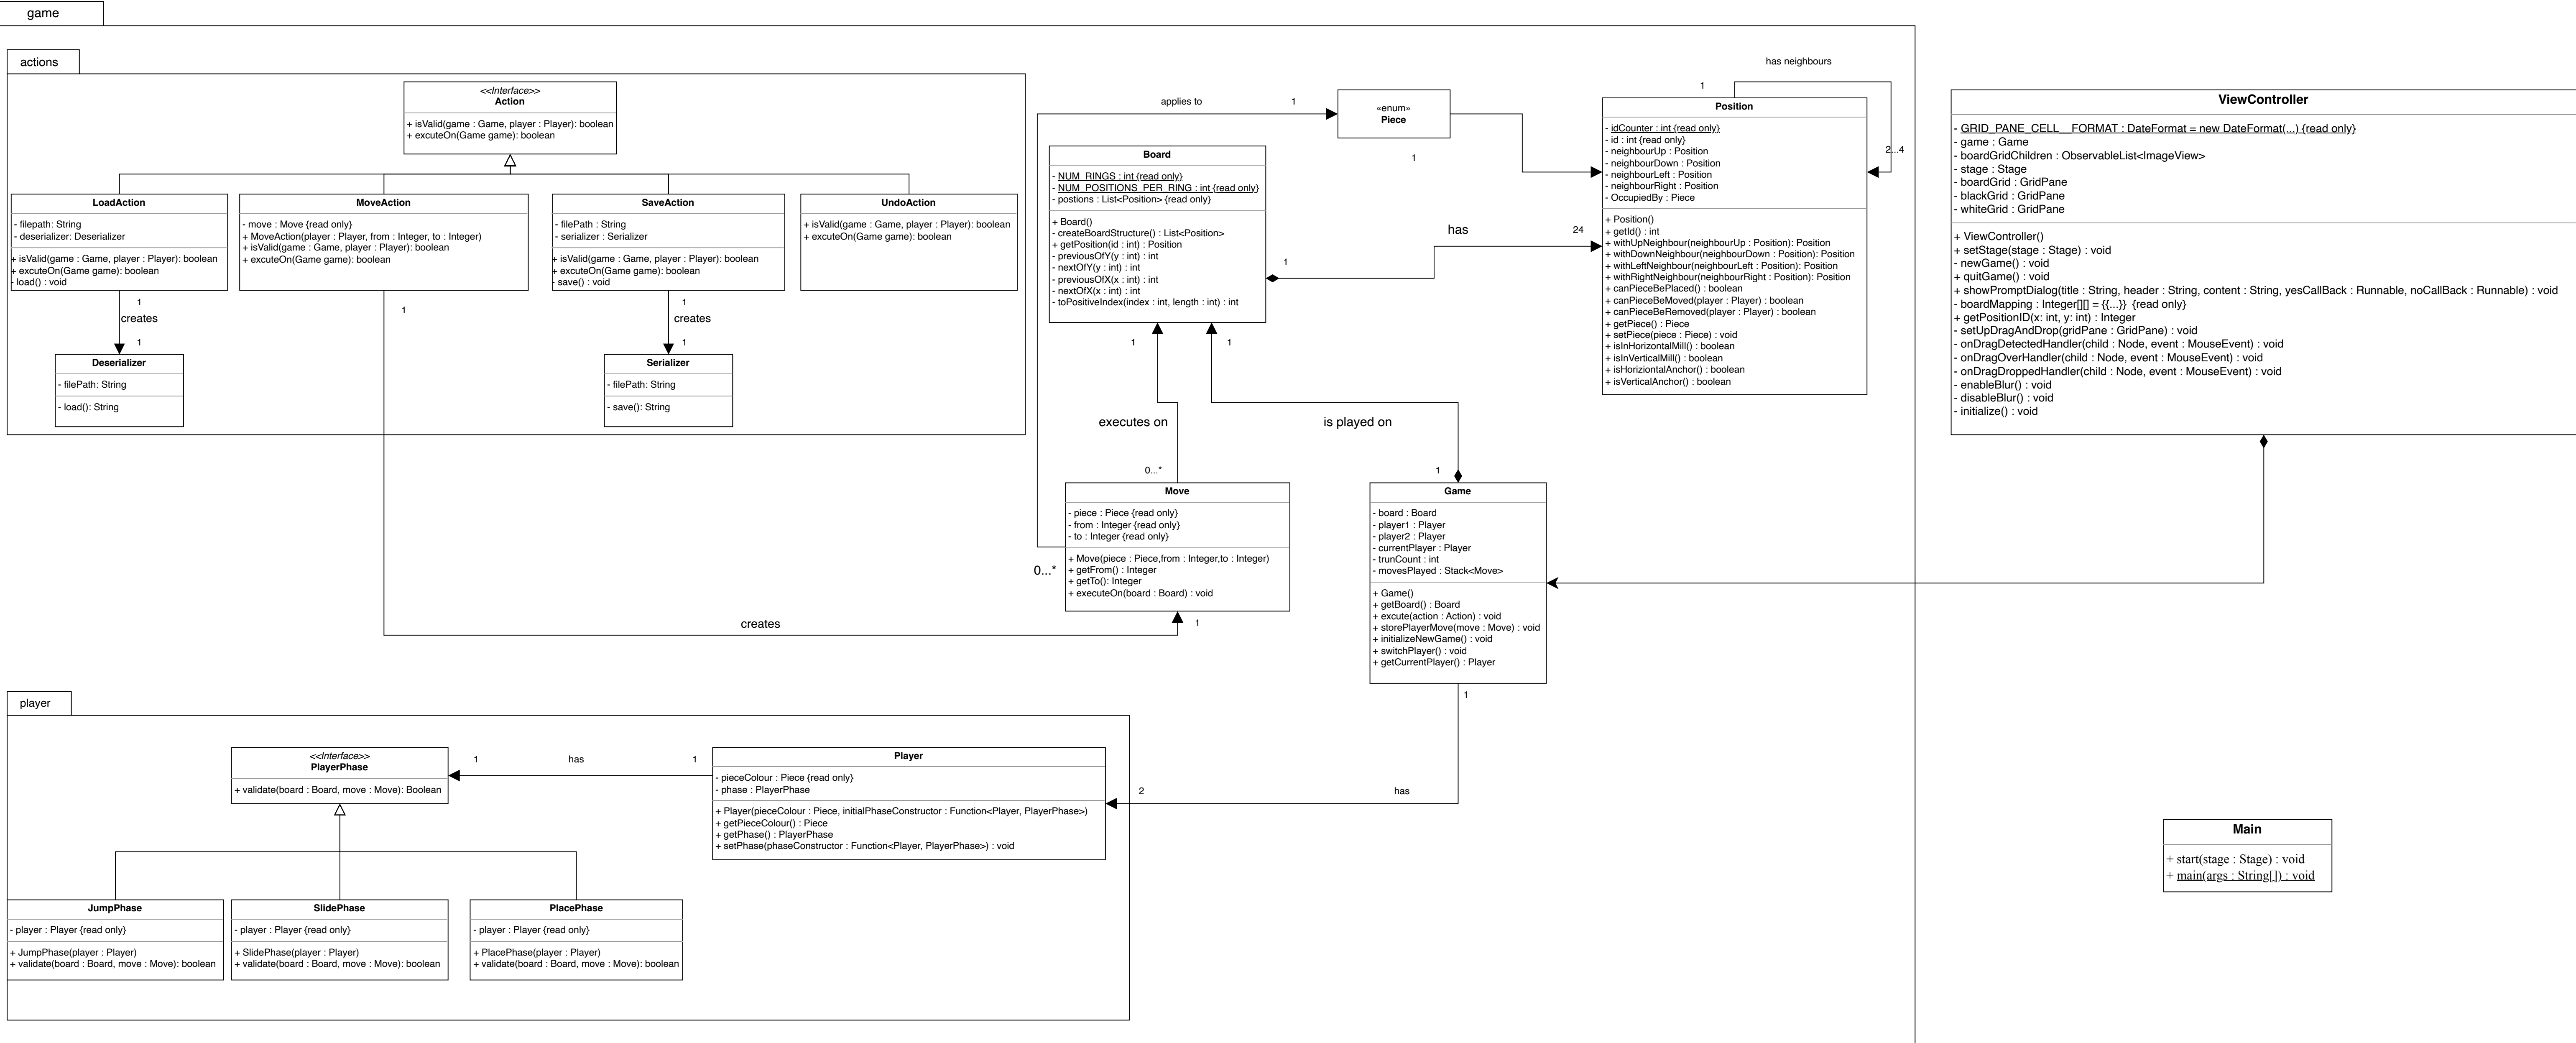 game
actions
<<Interface>>
Action
+ isValid(game : Game, player : Player): boolean
+ excuteOn(Game game): boolean
LoadAction
- filepath: String
- deserializer: Deserializer
+ isValid(game : Game, player : Player): boolean
+ excuteOn(Game game): boolean
- load() : void
MoveAction
- move : Move {read only}
+ MoveAction(player : Player, from : Integer, to : Integer)
+ isValid(game : Game, player : Player): boolean
+ excuteOn(Game game): boolean
SaveAction
- filePath : String
- serializer : Serializer
+ isValid(game : Game, player : Player): boolean
+ excuteOn(Game game): boolean
- save() : void
UndoAction
+ isValid(game : Game, player : Player): boolean
+ excuteOn(Game game): boolean
1
creates
1
1
1
creates
1
Deserializer
- filePath: String
- load(): String
Serializer
- filePath: String
- save(): String
applies to
1
«enum»
Piece
1
has neighbours
1
2...4
Board
- NUM_RINGS : int {read only}
- NUM_POSITIONS_PER_RING : int {read only}
- postions : List<Position> {read only}
+ Board()
- createBoardStructure() : List<Position>
+ getPosition(id : int) : Position
- previousOfY(y : int) : int
- nextOfY(y : int) : int
- previousOfX(x : int) : int
- nextOfX(x : int) : int
- toPositiveIndex(index : int, length : int) : int
1
has
24
Position
- idCounter : int {read only}
- id : int {read only}
- neighbourUp : Position
- neighbourDown : Position
- neighbourLeft : Position
- neighbourRight : Position
- OccupiedBy : Piece
+ Position()
+ getId() : int
+ withUpNeighbour(neighbourUp : Position): Position
+ withDownNeighbour(neighbourDown : Position): Position
+ withLeftNeighbour(neighbourLeft : Position): Position
+ withRightNeighbour(neighbourRight : Position): Position
+ canPieceBePlaced() : boolean
+ canPieceBeMoved(player : Player) : boolean
+ canPieceBeRemoved(player : Player) : boolean
+ getPiece() : Piece
+ setPiece(piece : Piece) : void
+ isInHorizontalMill() : boolean
+ isInVerticalMill() : boolean
+ isHoriziontalAnchor() : boolean
+ isVerticalAnchor() : boolean
ViewController
- GRID_PANE_CELL__FORMAT : DateFormat = new DateFormat(...) {read only}
- game : Game
- boardGridChildren : ObservableList<ImageView>
- stage : Stage
- boardGrid : GridPane
- blackGrid : GridPane
- whiteGrid : GridPane
+ ViewController()
+ setStage(stage : Stage) : void
- newGame() : void
+ quitGame() : void
+ showPromptDialog(title : String, header : String, content : String, yesCallBack : Runnable, noCallBack : Runnable) : void
- boardMapping : Integer[][] = {{...}} {read only}
+ getPositionID(x: int, y: int) : Integer
- setUpDragAndDrop(gridPane : GridPane) : void
- onDragDetectedHandler(child : Node, event : MouseEvent) : void
- onDragOverHandler(child : Node, event : MouseEvent) : void
- onDragDroppedHandler(child : Node, event : MouseEvent) : void
- enableBlur() : void
- disableBlur() : void
- initialize() : void
1
1
executes on
is played on
0...*
1
Move
- piece : Piece {read only}
- from : Integer {read only}
- to : Integer {read only}
+ Move(piece : Piece,from : Integer,to : Integer)
+ getFrom() : Integer
+ getTo(): Integer
+ executeOn(board : Board) : void
0...*
creates
1
Game
- board : Board
- player1 : Player
- player2 : Player
- currentPlayer : Player
- trunCount : int
- movesPlayed : Stack<Move>
+ Game()
+ getBoard() : Board
+ excute(action : Action) : void
+ storePlayerMove(move : Move) : void
+ initializeNewGame() : void
+ switchPlayer() : void
+ getCurrentPlayer() : Player
1
has
2
player
<<Interface>>
PlayerPhase
+ validate(board : Board, move : Move): Boolean
1
has
1
Player
- pieceColour : Piece {read only}
- phase : PlayerPhase
+ Player(pieceColour : Piece, initialPhaseConstructor : Function<Player, PlayerPhase>)
+ getPieceColour() : Piece
+ getPhase() : PlayerPhase
+ setPhase(phaseConstructor : Function<Player, PlayerPhase>) : void
JumpPhase
- player : Player {read only}
+ JumpPhase(player : Player)
+ validate(board : Board, move : Move): boolean
SlidePhase
- player : Player {read only}
+ SlidePhase(player : Player)
+ validate(board : Board, move : Move): boolean
PlacePhase
- player : Player {read only}
+ PlacePhase(player : Player)
+ validate(board : Board, move : Move): boolean
Main
+ start(stage : Stage) : void
+ main(args : String[]) : void